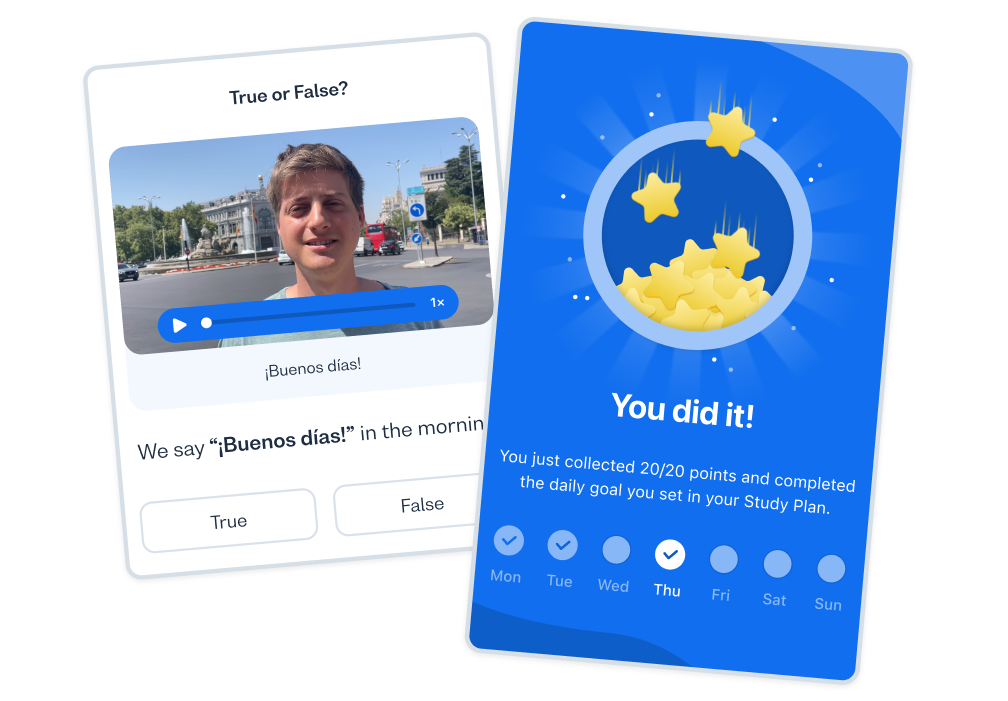 True or False?
1×
¡Buenos días!
We say “¡Buenos días!” in the
True
False
You did it!
You just collected 20/20 points and completed
the daily goal you set in your Study Plan.
Mon Tue Wed Thu Fri Sat Sun